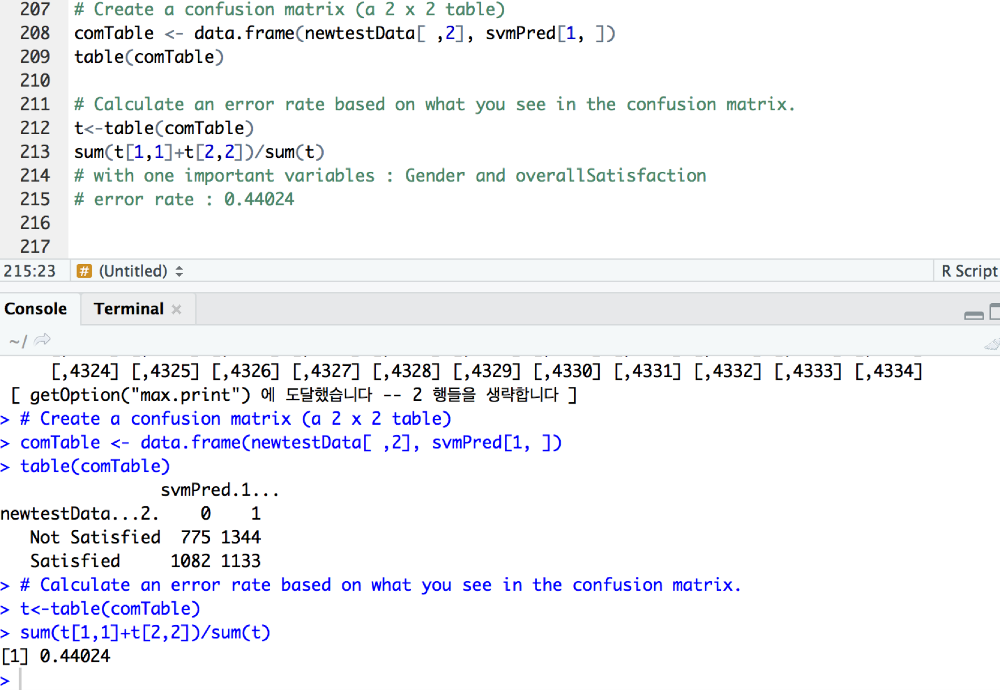 207 # Create a confusion matrix (a 2 x 2 table)
208 comTable <- data.frame(newtestData[ ,2], svmPred[1, ])
209 table(comTable)
210
211 # Calculate an error rate based on what you see in the confusion matrix.
212 t<-table(comTable)
213 sum(t[1,1]+t[2,2])/sum(t)
214 # with one important variables : Gender and overallSatisfaction
215 # error rate : 0.44024
216
217
215:23 # (Untitled) R Script
Console Terminal
~/
[,4324] [,4325] [,4326] [,4327] [,4328] [,4329] [,4330] [,4331] [,4332] [,4333] [,4334]
[ getOption("max.print") 에 도달했습니다 -- 2 행들을 생략합니다 ]
> # Create a confusion matrix (a 2 x 2 table)
> comTable <- data.frame(newtestData[ ,2], svmPred[1, ])
> table(comTable)
svmPred.1...
newtestData...2. 0 1
Not Satisfied 775 1344
Satisfied 1082 1133
> # Calculate an error rate based on what you see in the confusion matrix.
> t<-table(comTable)
> sum(t[1,1]+t[2,2])/sum(t)
[1] 0.44024
>